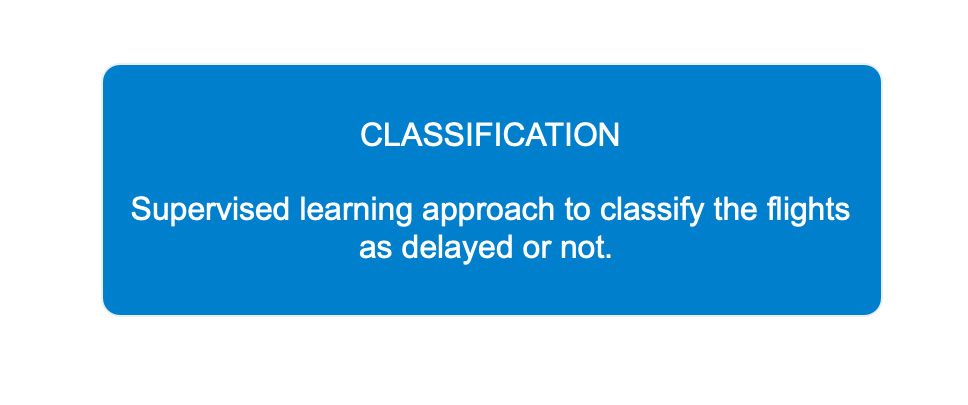 CLASSIFICATION
Supervised learning approach to classify the flights
as delayed or not.